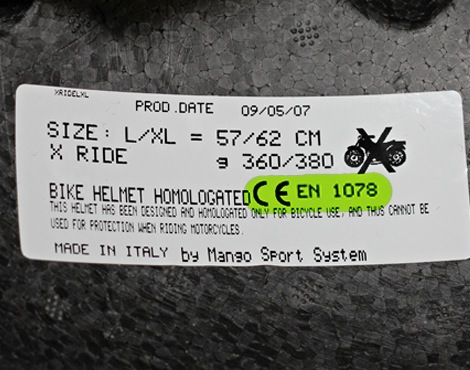 XRIDELXL
PROD.DATE 09/05/07
SIZE: L/XL = 57/62 CM
X RIDE g 360/380
BIKE HELMET HOMOLOGATED CE EN 1078
THIS HELMET HAS BEEN DESIGNED AND HOMOLOGATED ONLY FOR BICYCLE USE, AND THUS CANNOT BE
USED FOR PROTECTION WHEN RIDING MOTORCYCLES.
MADE IN ITALY by Mango Sport System